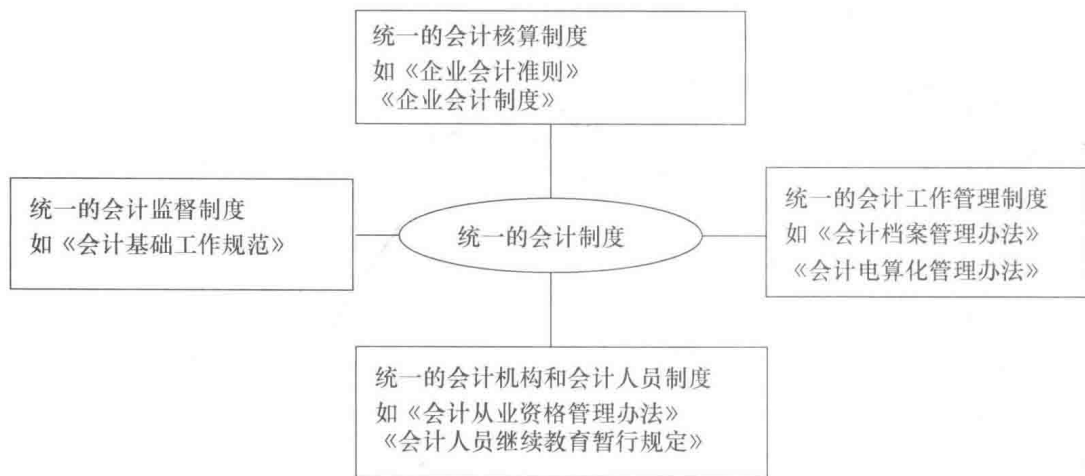 统一的会计核算制度
如《企业会计准则》
《企业会计制度》
统一的会计监督制度
如《会计基础工作规范》
统一的会计制度
统一的会计工作管理制度
如《会计档案管理办法》
《会计电算化管理办法》
统一的会计机构和会计人员制度
如《会计从业资格管理办法》
《会计人员继续教育暂行规定》